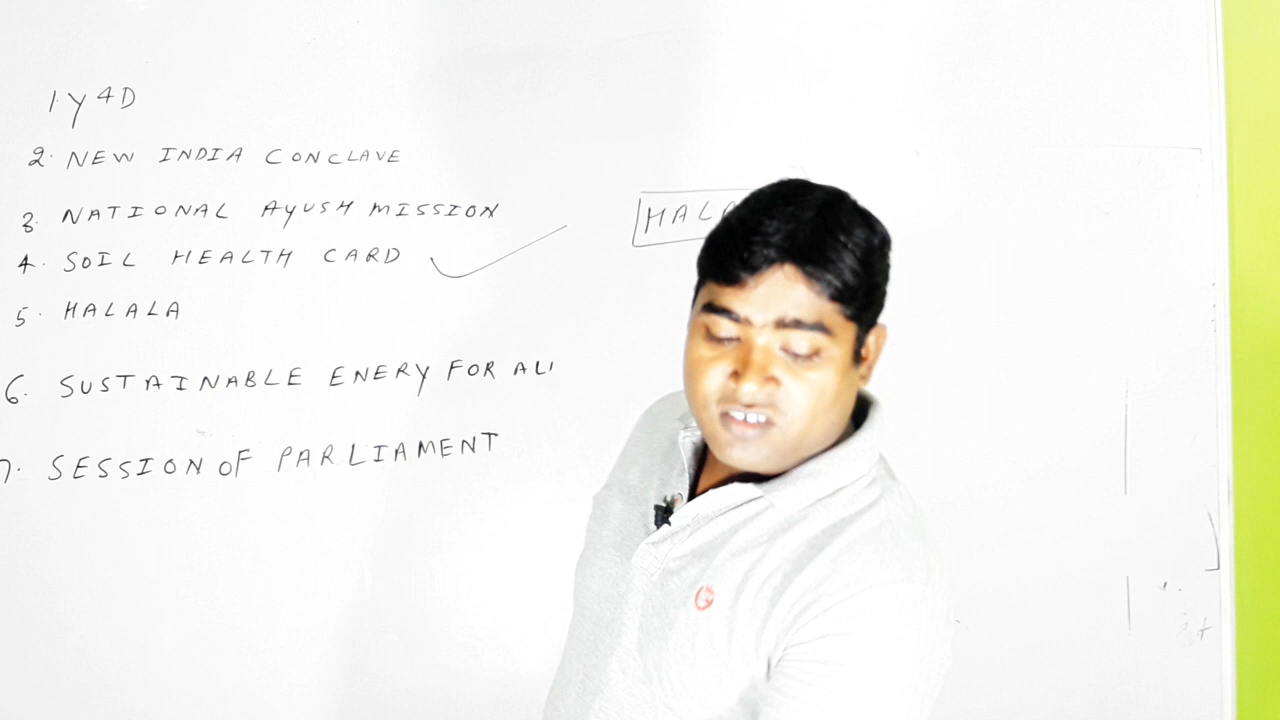 1. Y4D
2. NEW INDIA CONCLAVE
3. NATIONAL AYUSH MISSION
4. SOIL HEALTH CARD
5. HALALA
6. SUSTAINABLE ENERY FOR ALL
7. SESSION OF PARLIAMENT
HALA